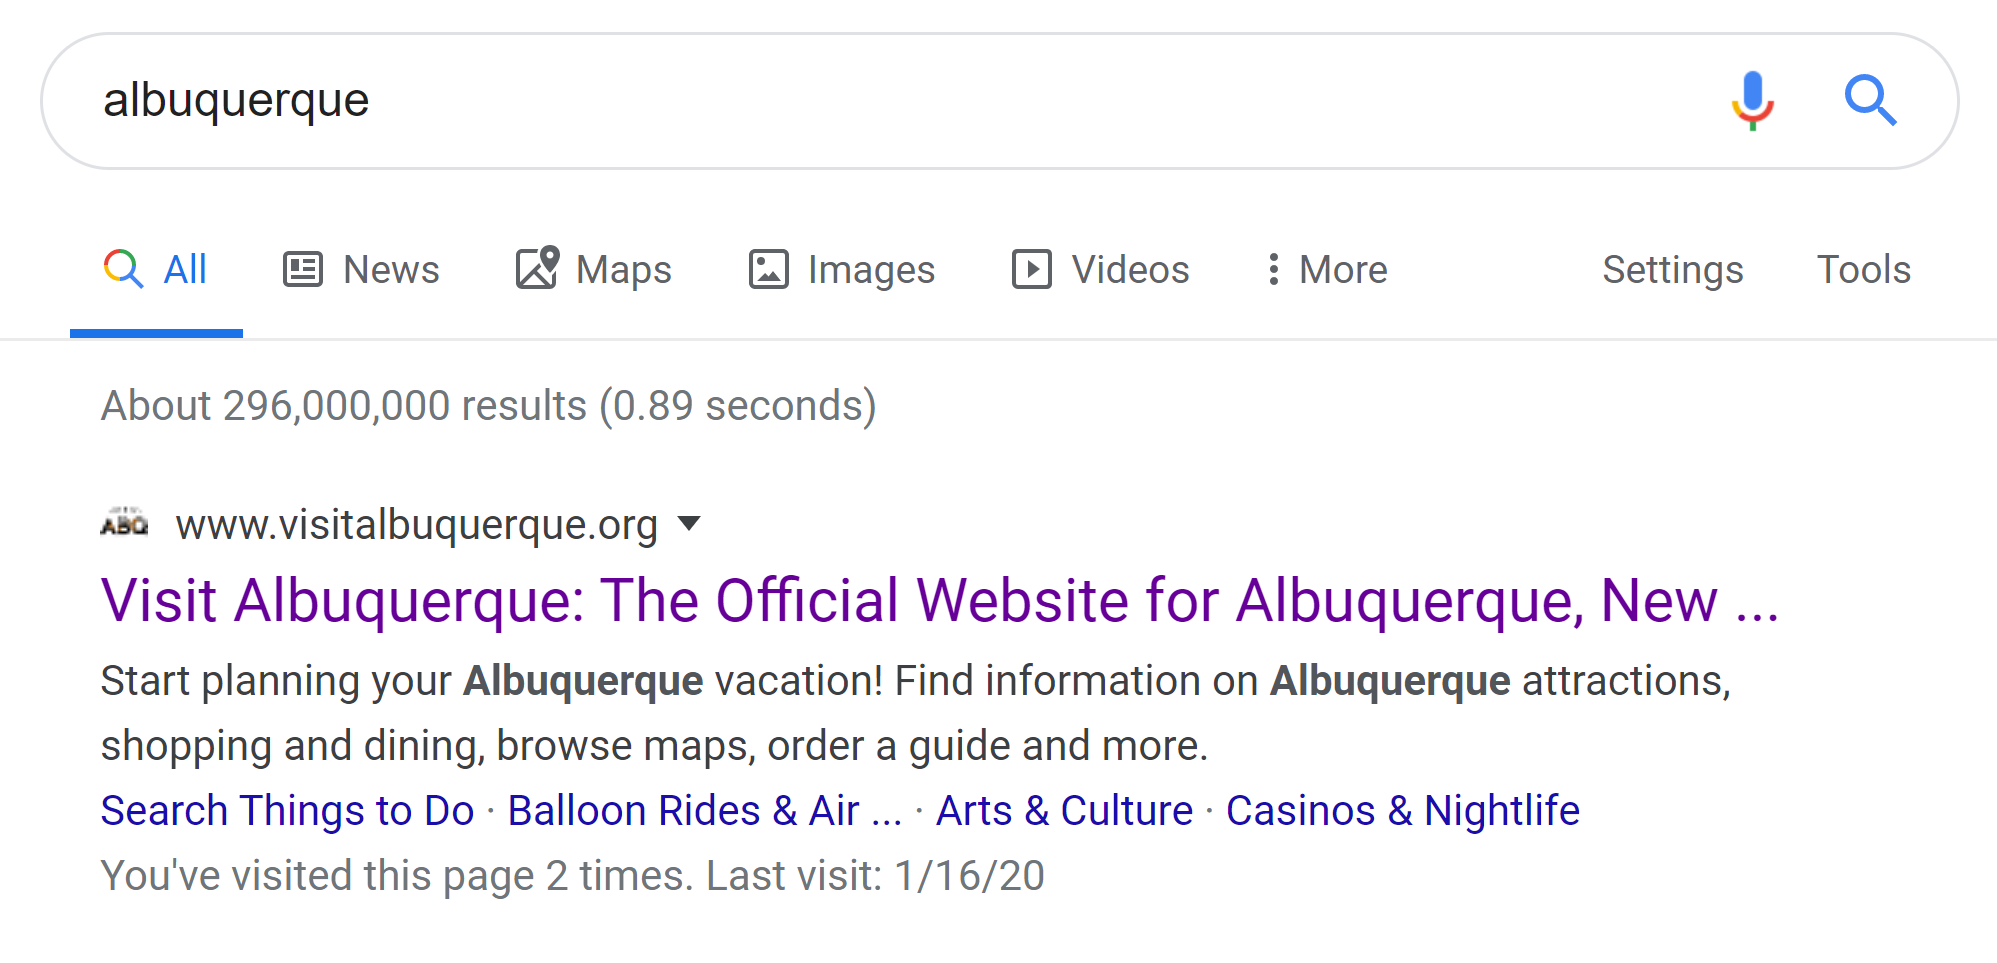 albuquerque
All News Maps Images Videos More Settings Tools
About 296,000,000 results (0.89 seconds)
ABQ www.visitalbuquerque.org
Visit Albuquerque: The Official Website for Albuquerque, New ...
Start planning your Albuquerque vacation! Find information on Albuquerque attractions,
shopping and dining, browse maps, order a guide and more.
Search Things to Do · Balloon Rides & Air ... · Arts & Culture · Casinos & Nightlife
You've visited this page 2 times. Last visit: 1/16/20